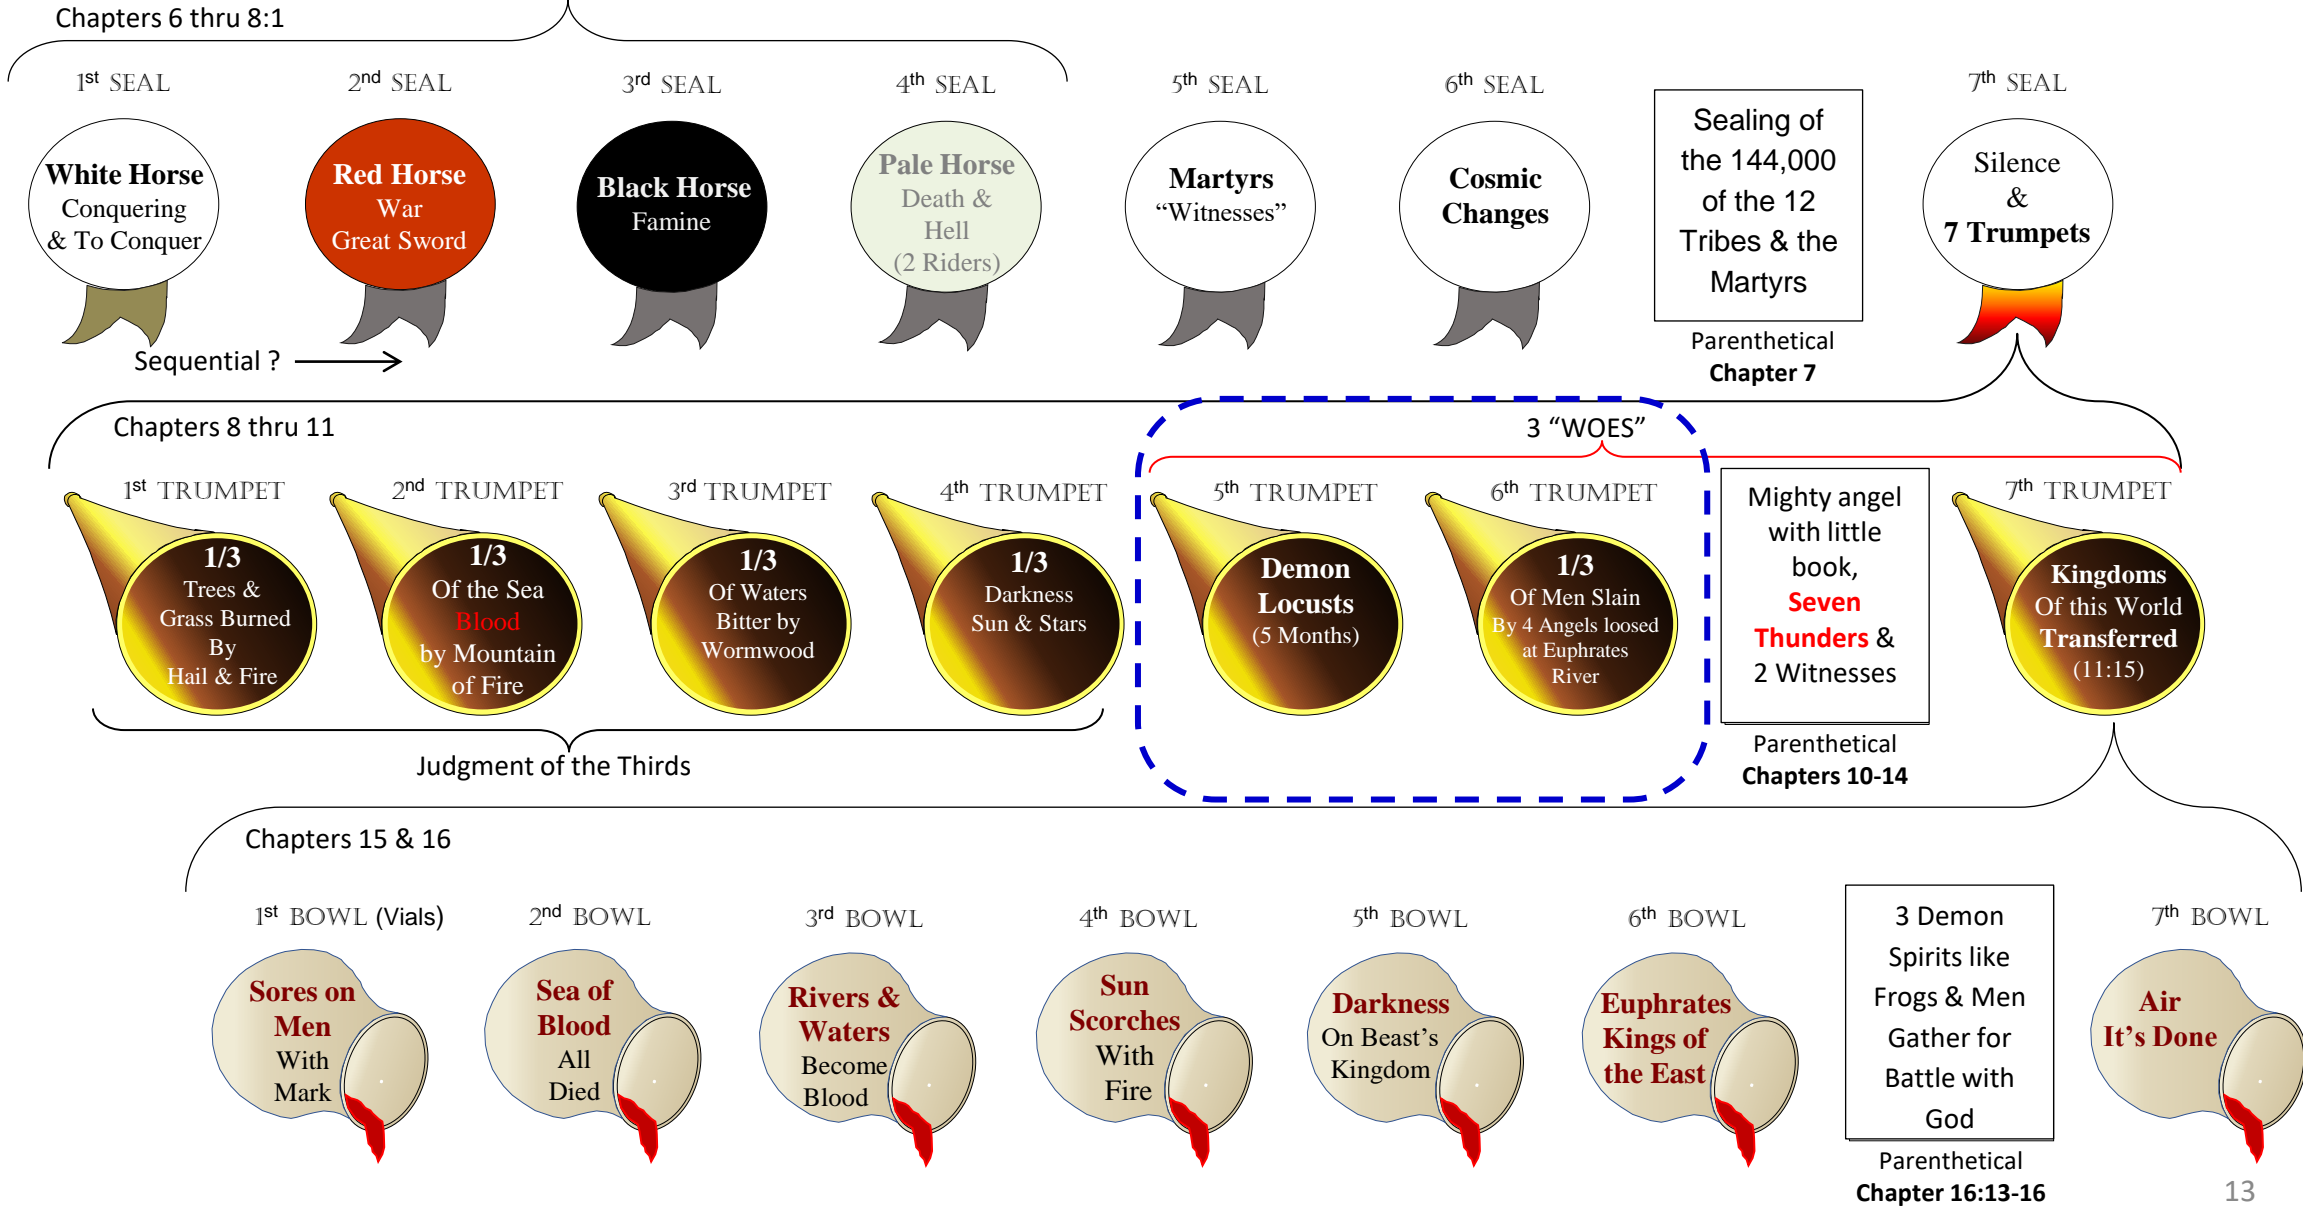 Chapters 6 thru 8:1
1st SEAL
2nd SEAL
3rd SEAL
4th SEAL
5th SEAL
6th SEAL
7th SEAL
White Horse
Conquering
& To Conquer
Red Horse
War
Great Sword
Black Horse
Famine
Pale Horse
Death &
Hell
(2 Riders)
Martyrs
“Witnesses”
Cosmic
Changes
Sealing of
the 144,000
of the 12
Tribes & the
Martyrs
Parenthetical
Chapter 7
Silence
&
7 Trumpets
Sequential ?
Chapters 8 thru 11
3 “WOES”
1st TRUMPET
2nd TRUMPET
3rd TRUMPET
4th TRUMPET
5th TRUMPET
6th TRUMPET
7th TRUMPET
1/3
Trees &
Grass Burned
By
Hail & Fire
1/3
Of the Sea
Blood
by Mountain
of Fire
1/3
Of Waters
Bitter by
Wormwood
1/3
Darkness
Sun & Stars
Demon
Locusts
(5 Months)
1/3
Of Men Slain
By 4 Angels loosed
at Euphrates
River
Mighty angel
with little
book,
Seven
Thunders &
2 Witnesses
Parenthetical
Chapters 10-14
Kingdoms
Of this World
Transferred
(11:15)
Judgment of the Thirds
Chapters 15 & 16
1st BOWL (Vials)
2nd BOWL
3rd BOWL
4th BOWL
5th BOWL
6th BOWL
7th BOWL
Sores on
Men
With
Mark
Sea of
Blood
All
Died
Rivers &
Waters
Become
Blood
Sun
Scorches
With
Fire
Darkness
On Beast’s
Kingdom
Euphrates
Kings of
the East
3 Demon
Spirits like
Frogs & Men
Gather for
Battle with
God
Parenthetical
Chapter 16:13-16
Air
It’s Done
13